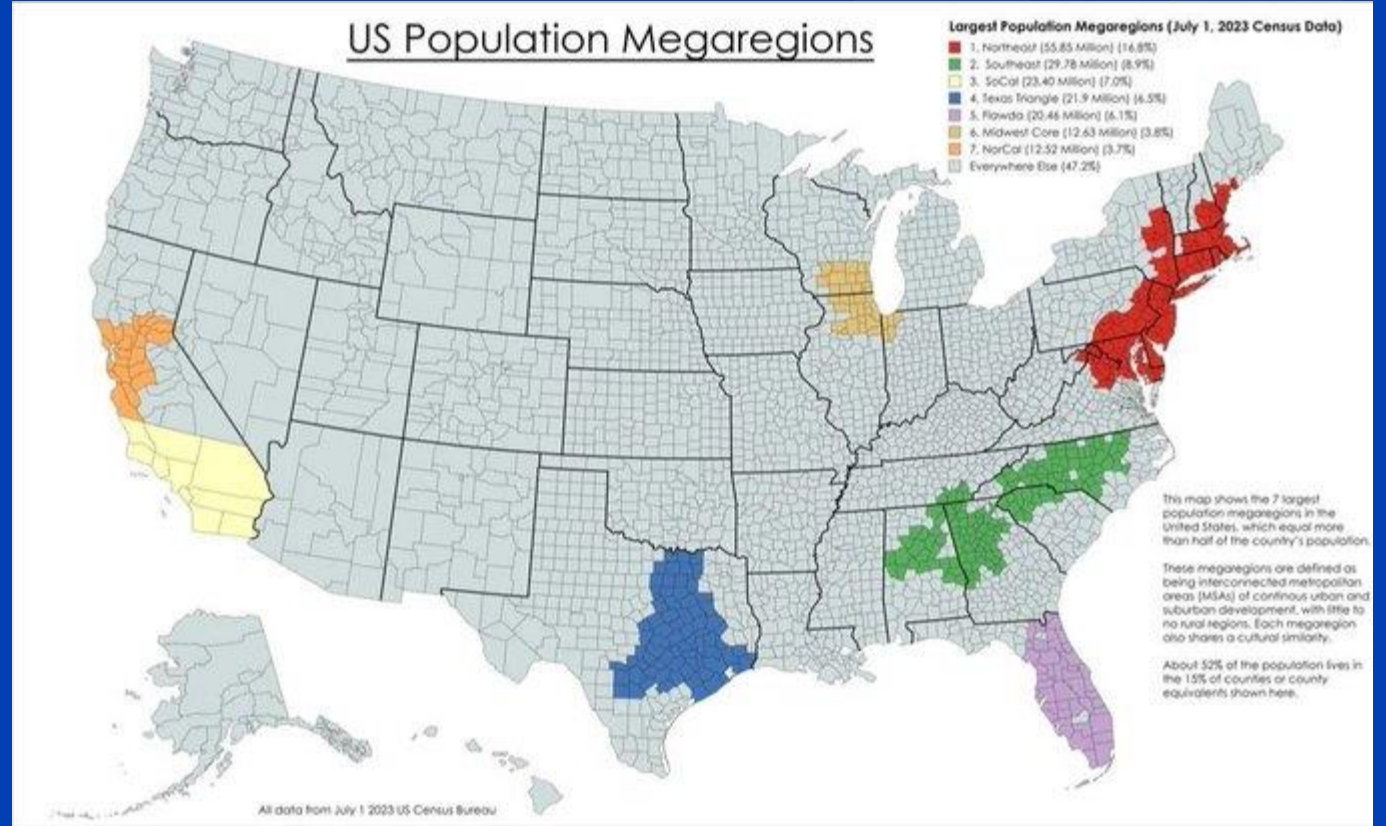 US Population Megaregions
Largest Population Megaregions (July 1, 2023 Census Data)
1. Northeast (55.85 Million) (16.8%)
2. Southeast (29.78 Million) (8.9%)
3. SoCal (23.40 Million) (7.0%)
4. Texas Triangle (21.9 Million) (6.5%)
5. Flawda (20.46 Million) (6.1%)
6. Midwest Core (12.63 Million) (3.8%)
7. NorCal (12.52 Million) (3.7%)
Everywhere Else (47.2%)
This map shows the 7 largest
population megaregions in the
United States, which equal more
than half of the country's population.
These megaregions are defined as
being interconnected metropolitan
areas (MSAs) of continous urban and
suburban development, with little to
no rural regions. Each megaregion
also shares a cultural similarity.
About 52% of the population lives in
the 15% of counties or county
equivalents shown here.
All data from July 1 2023 US Census Bureau